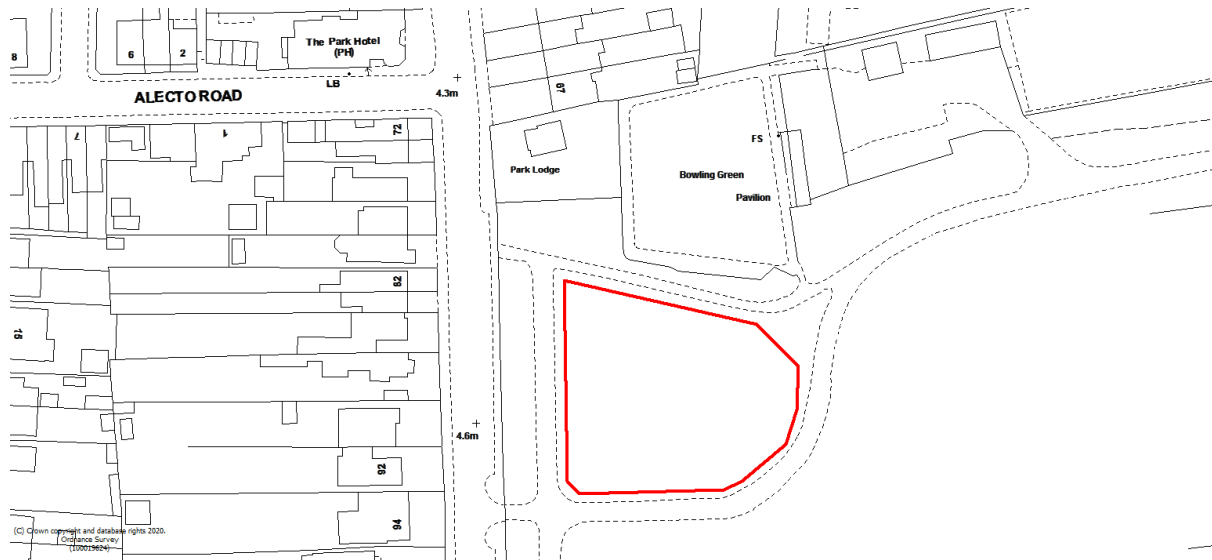 The Park Hotel
(PH)
8
6
2
LB
ALECTO ROAD
4.3m
67
7
1
72
Park Lodge
FS
Bowling Green
Pavilion
82
15
4.6m
92
94
(C) Crown copyright and database rights 2020.
Ordnance Survey
(100019624)